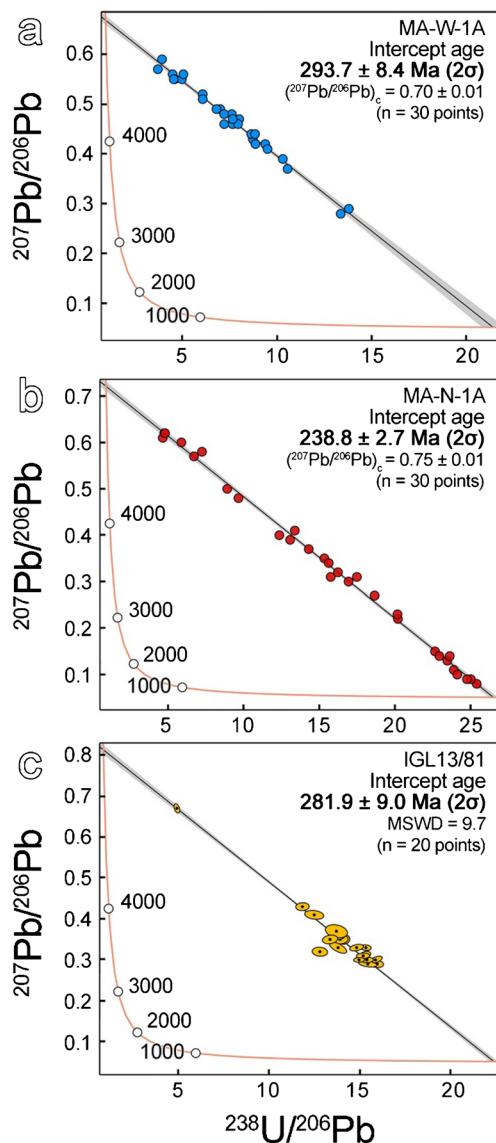 a
MA-W-1A
Intercept age
293.7 ± 8.4 Ma (2σ)
(²⁰⁷Pb/²⁰⁶Pb)c = 0.70 ± 0.01
(n = 30 points)
²⁰⁷Pb/²⁰⁶Pb
0.6
0.5
0.4
0.3
0.2
0.1
4000
3000
2000
1000
5
10
15
20
b
MA-N-1A
Intercept age
238.8 ± 2.7 Ma (2σ)
(²⁰⁷Pb/²⁰⁶Pb)c = 0.75 ± 0.01
(n = 30 points)
²⁰⁷Pb/²⁰⁶Pb
0.7
0.6
0.5
0.4
0.3
0.2
0.1
4000
3000
2000
1000
5
10
15
20
25
c
IGL13/81
Intercept age
281.9 ± 9.0 Ma (2σ)
MSWD = 9.7
(n = 20 points)
²⁰⁷Pb/²⁰⁶Pb
0.8
0.7
0.6
0.5
0.4
0.3
0.2
0.1
4000
3000
2000
1000
5
10
15
20
²³⁸U/²⁰⁶Pb